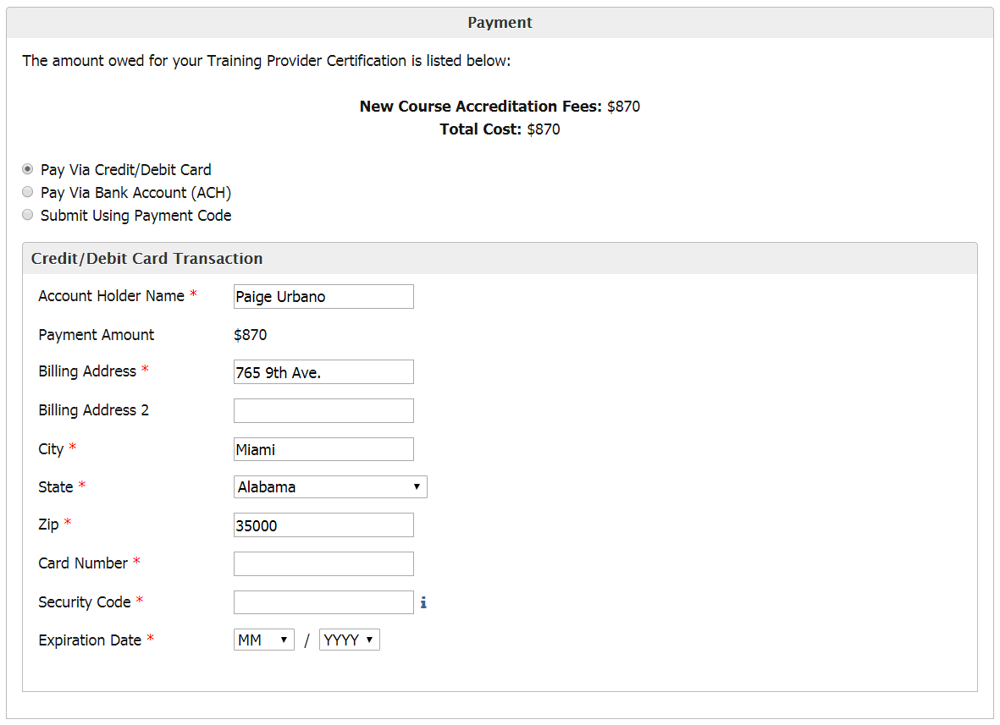 Payment
The amount owed for your Training Provider Certification is listed below:
New Course Accreditation Fees: $870
Total Cost: $870
Pay Via Credit/Debit Card
Pay Via Bank Account (ACH)
Submit Using Payment Code
Credit/Debit Card Transaction
Account Holder Name * Paige Urbano
Payment Amount $870
Billing Address * 765 9th Ave.
Billing Address 2
City * Miami
State * Alabama
Zip * 35000
Card Number *
Security Code *
Expiration Date * MM / YYYY